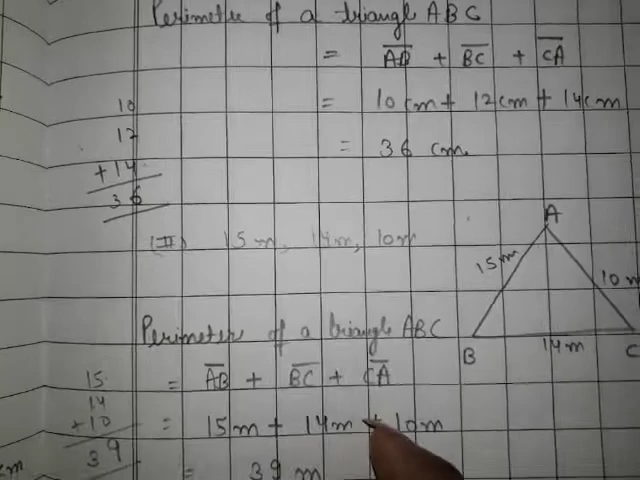 Perimeter of a triangle ABC
= AB + BC + CA
= 10 cm + 12 cm + 14 cm
= 36 cm
10
12
+ 14
36
(II) 15 m, 14 m, 10 m
A
15 m
10 m
B
14 m
C
Perimeter of a triangle ABC
= AB + BC + CA
= 15 m + 14 m + 10 m
= 39 m
15
14
+ 10
39
cm